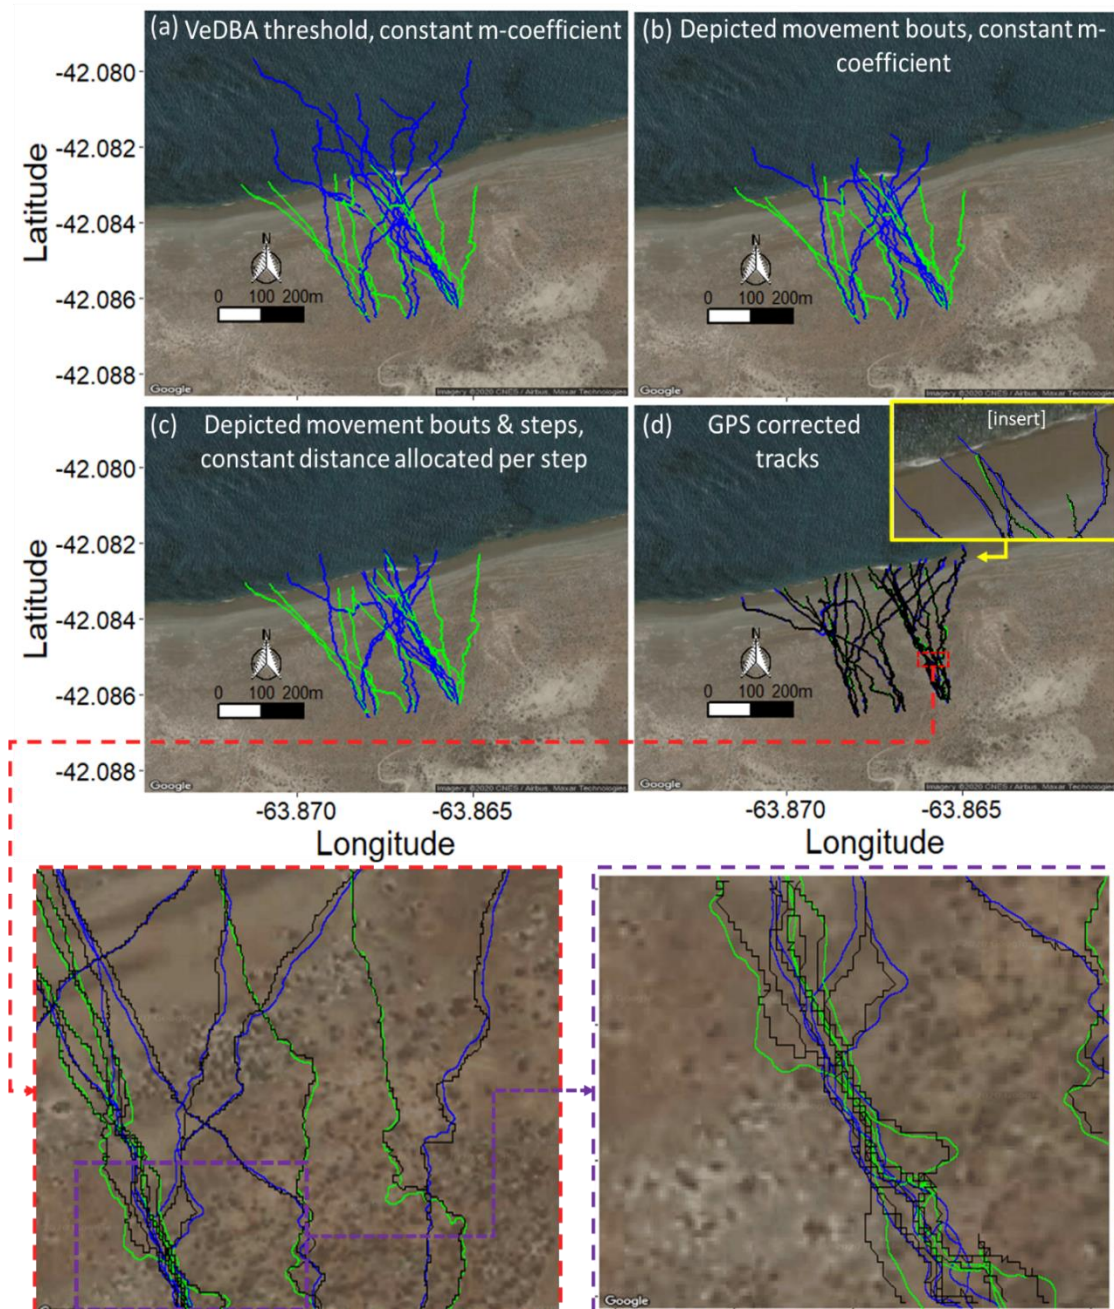 (a) VeDBA threshold, constant m-coefficient
(b) Depicted movement bouts, constant m-
coefficient
Latitude
-42.080
-42.082
-42.084
-42.086
-42.088
N
0 100 200m
N
0 100 200m
Google
Imagery ©2020 CNES / Airbus, Maxar Technologies
Google
Imagery ©2020 CNES / Airbus, Maxar Technologies
(c) Depicted movement bouts & steps,
constant distance allocated per step
(d) GPS corrected
tracks
[insert]
Latitude
-42.080
-42.082
-42.084
-42.086
-42.088
N
0 100 200m
N
0 100 200m
Google
Imagery ©2020 CNES / Airbus, Maxar Technologies
Google
Imagery ©2020 CNES / Airbus, Maxar Technologies
-63.870 -63.865
-63.870 -63.865
Longitude
Longitude
Google